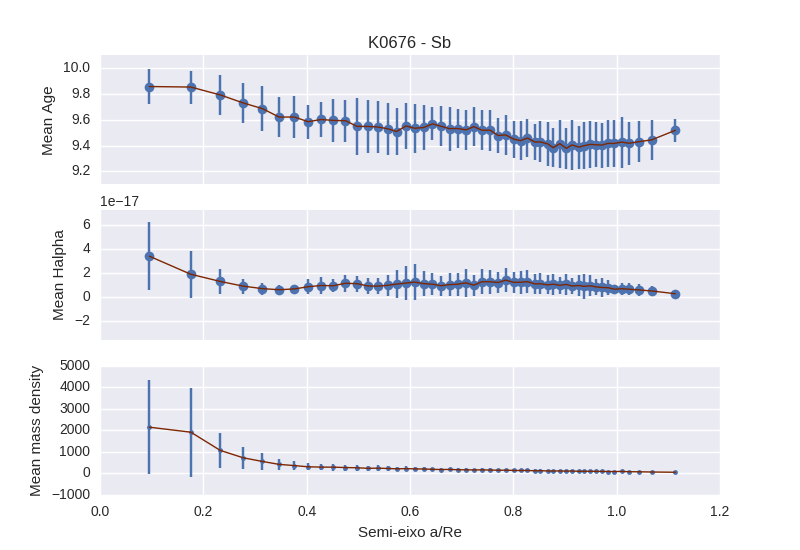 K0676 - Sb
10.0
9.8
9.6
9.4
9.2
Mean Age
1e−17
6
4
2
0
−2
Mean Halpha
5000
4000
3000
2000
1000
0
−1000
Mean mass density
0.0 0.2 0.4 0.6 0.8 1.0 1.2
Semi-eixo a/Re